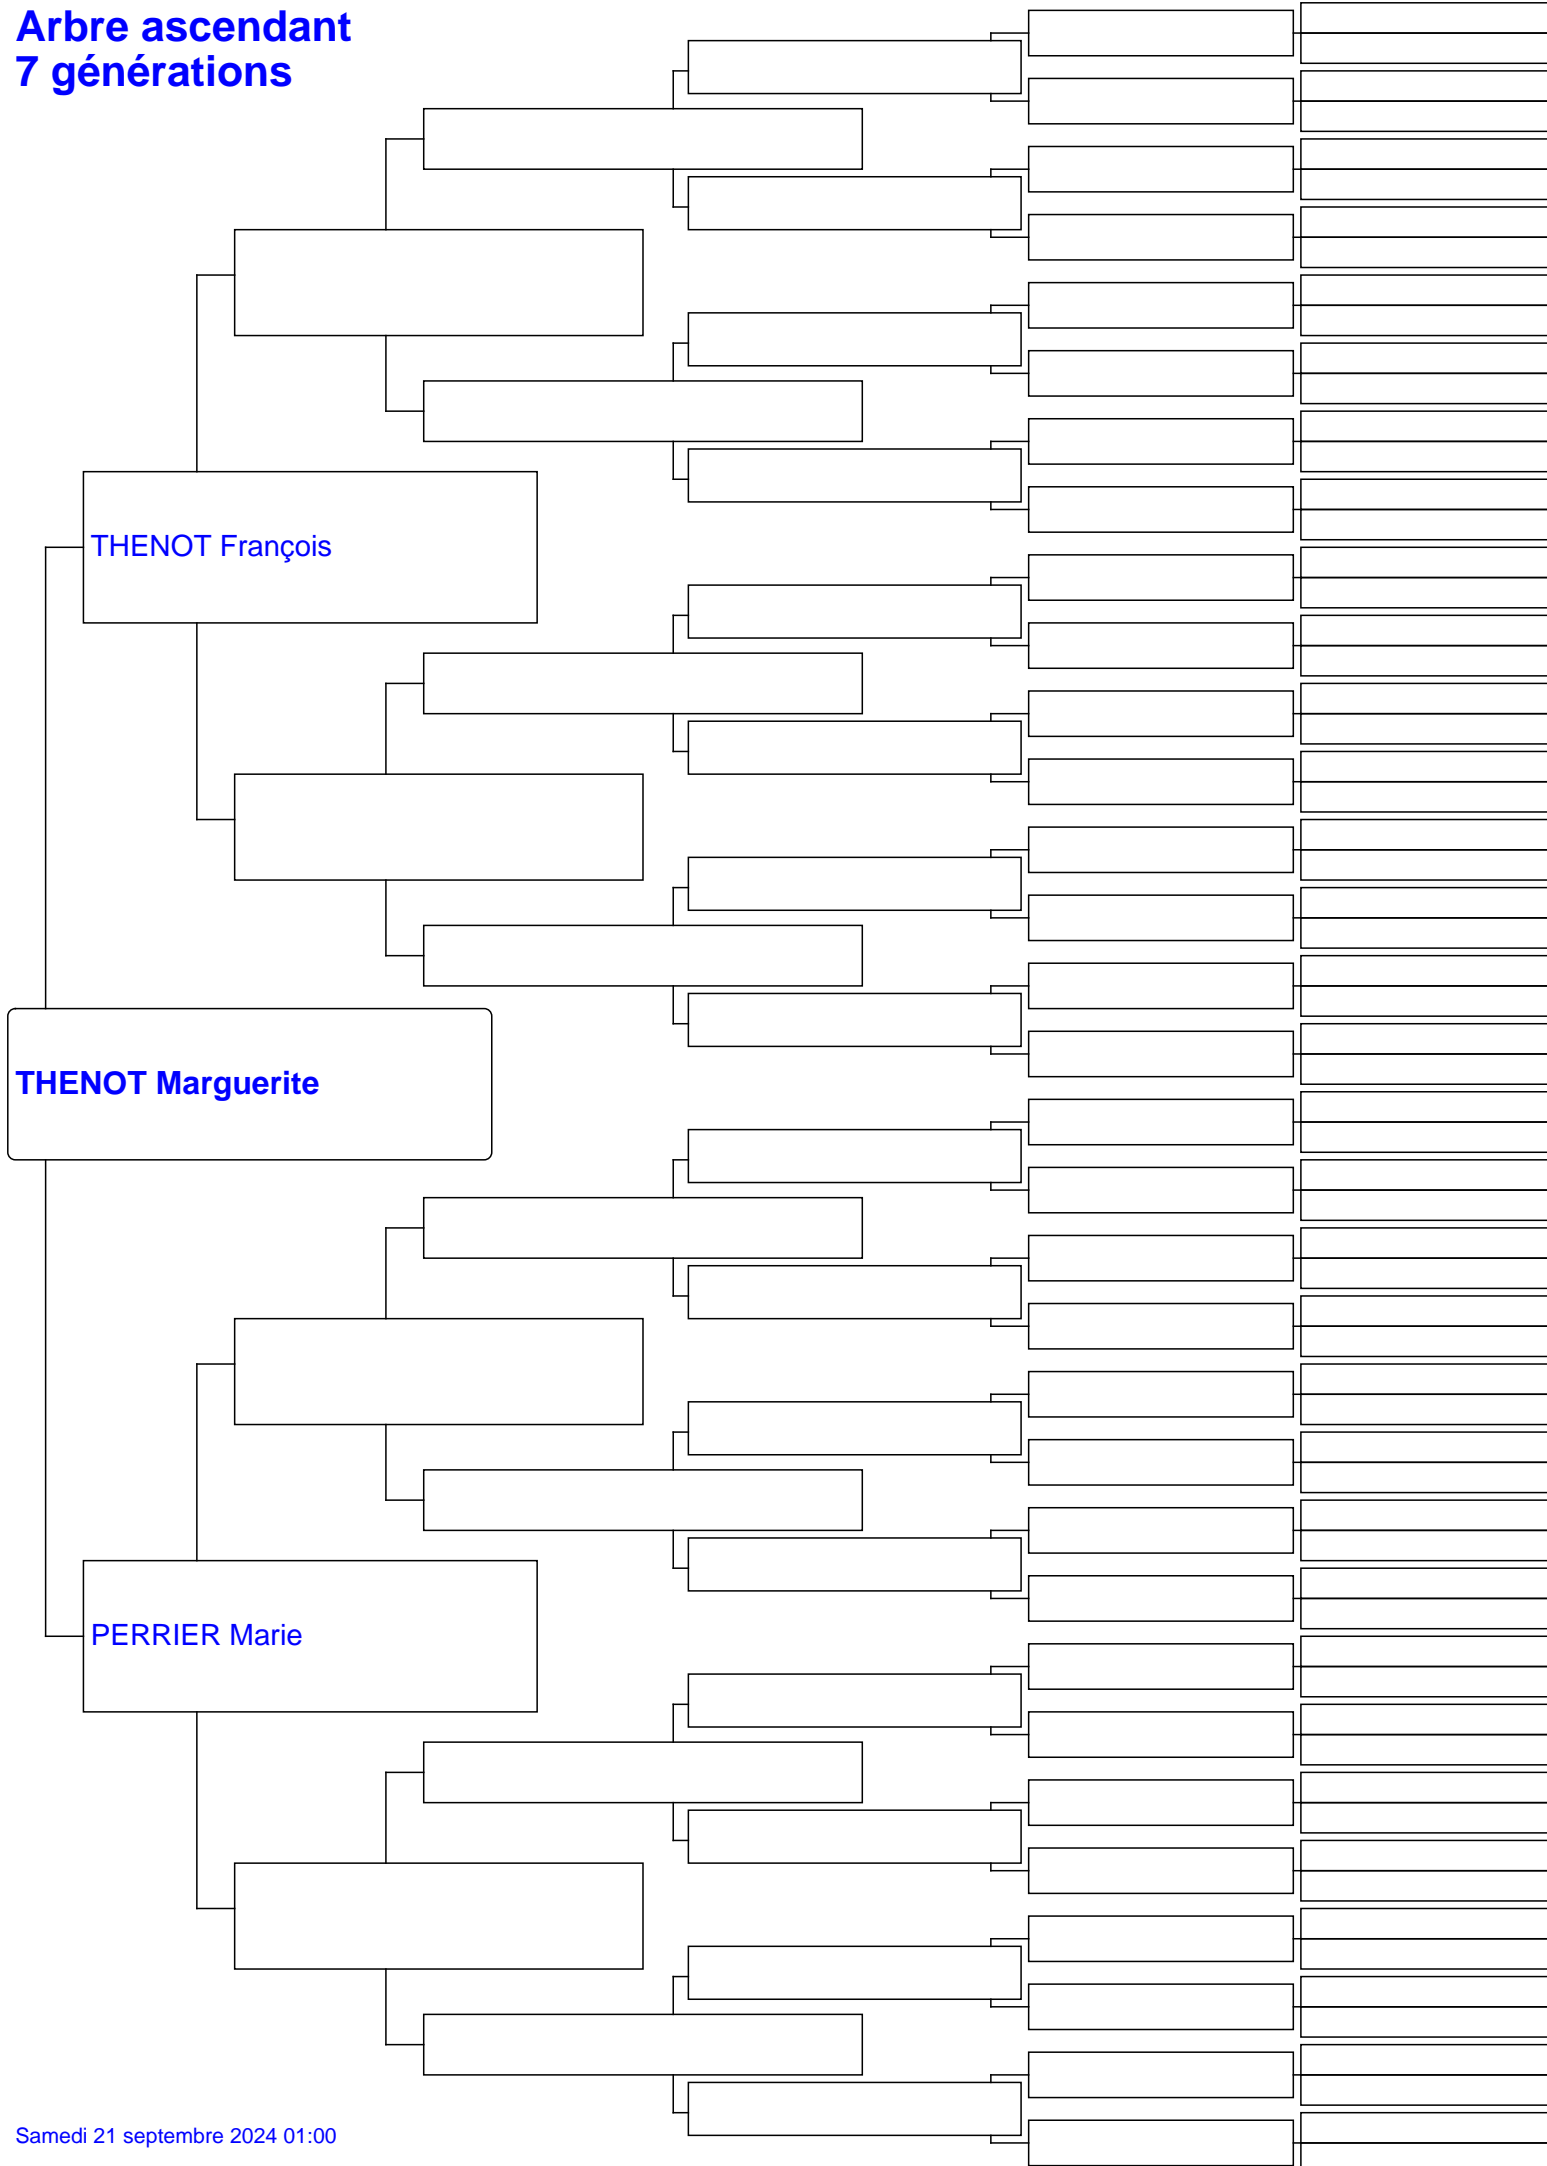 Arbre ascendant
7 générations
THENOT François
THENOT Marguerite
PERRIER Marie
Samedi 21 septembre 2024 01:00